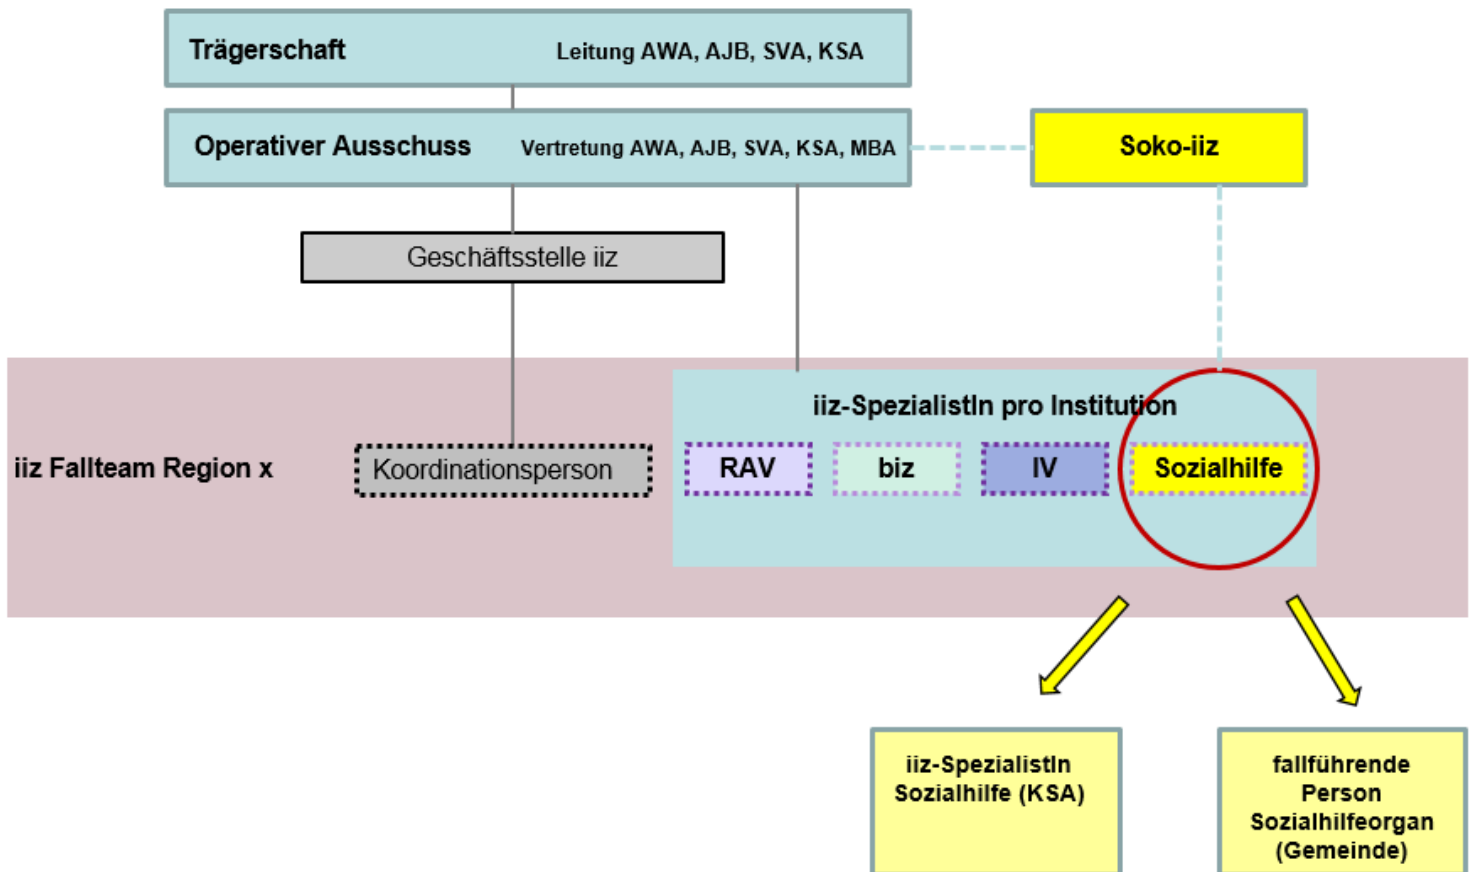 Trägerschaft Leitung AWA, AJB, SVA, KSA
Operativer Ausschuss Vertretung AWA, AJB, SVA, KSA, MBA
Soko-iiz
Geschäftsstelle iiz
iiz-SpezialistIn pro Institution
iiz Fallteam Region x
Koordinationsperson
RAV
biz
IV
Sozialhilfe
iiz-SpezialistIn
Sozialhilfe (KSA)
fallführende
Person
Sozialhilfeorgan
(Gemeinde)